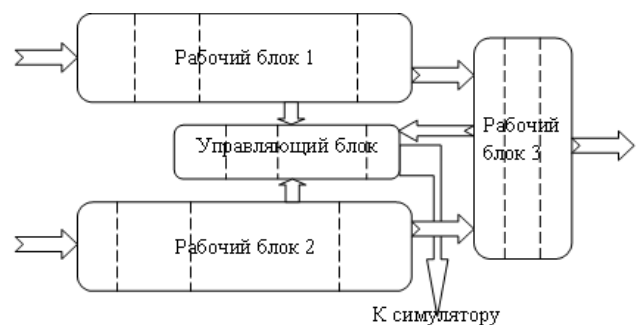 Рабочий блок 1
Управляющий блок
Рабочий
блок 3
Рабочий блок 2
К симулятору